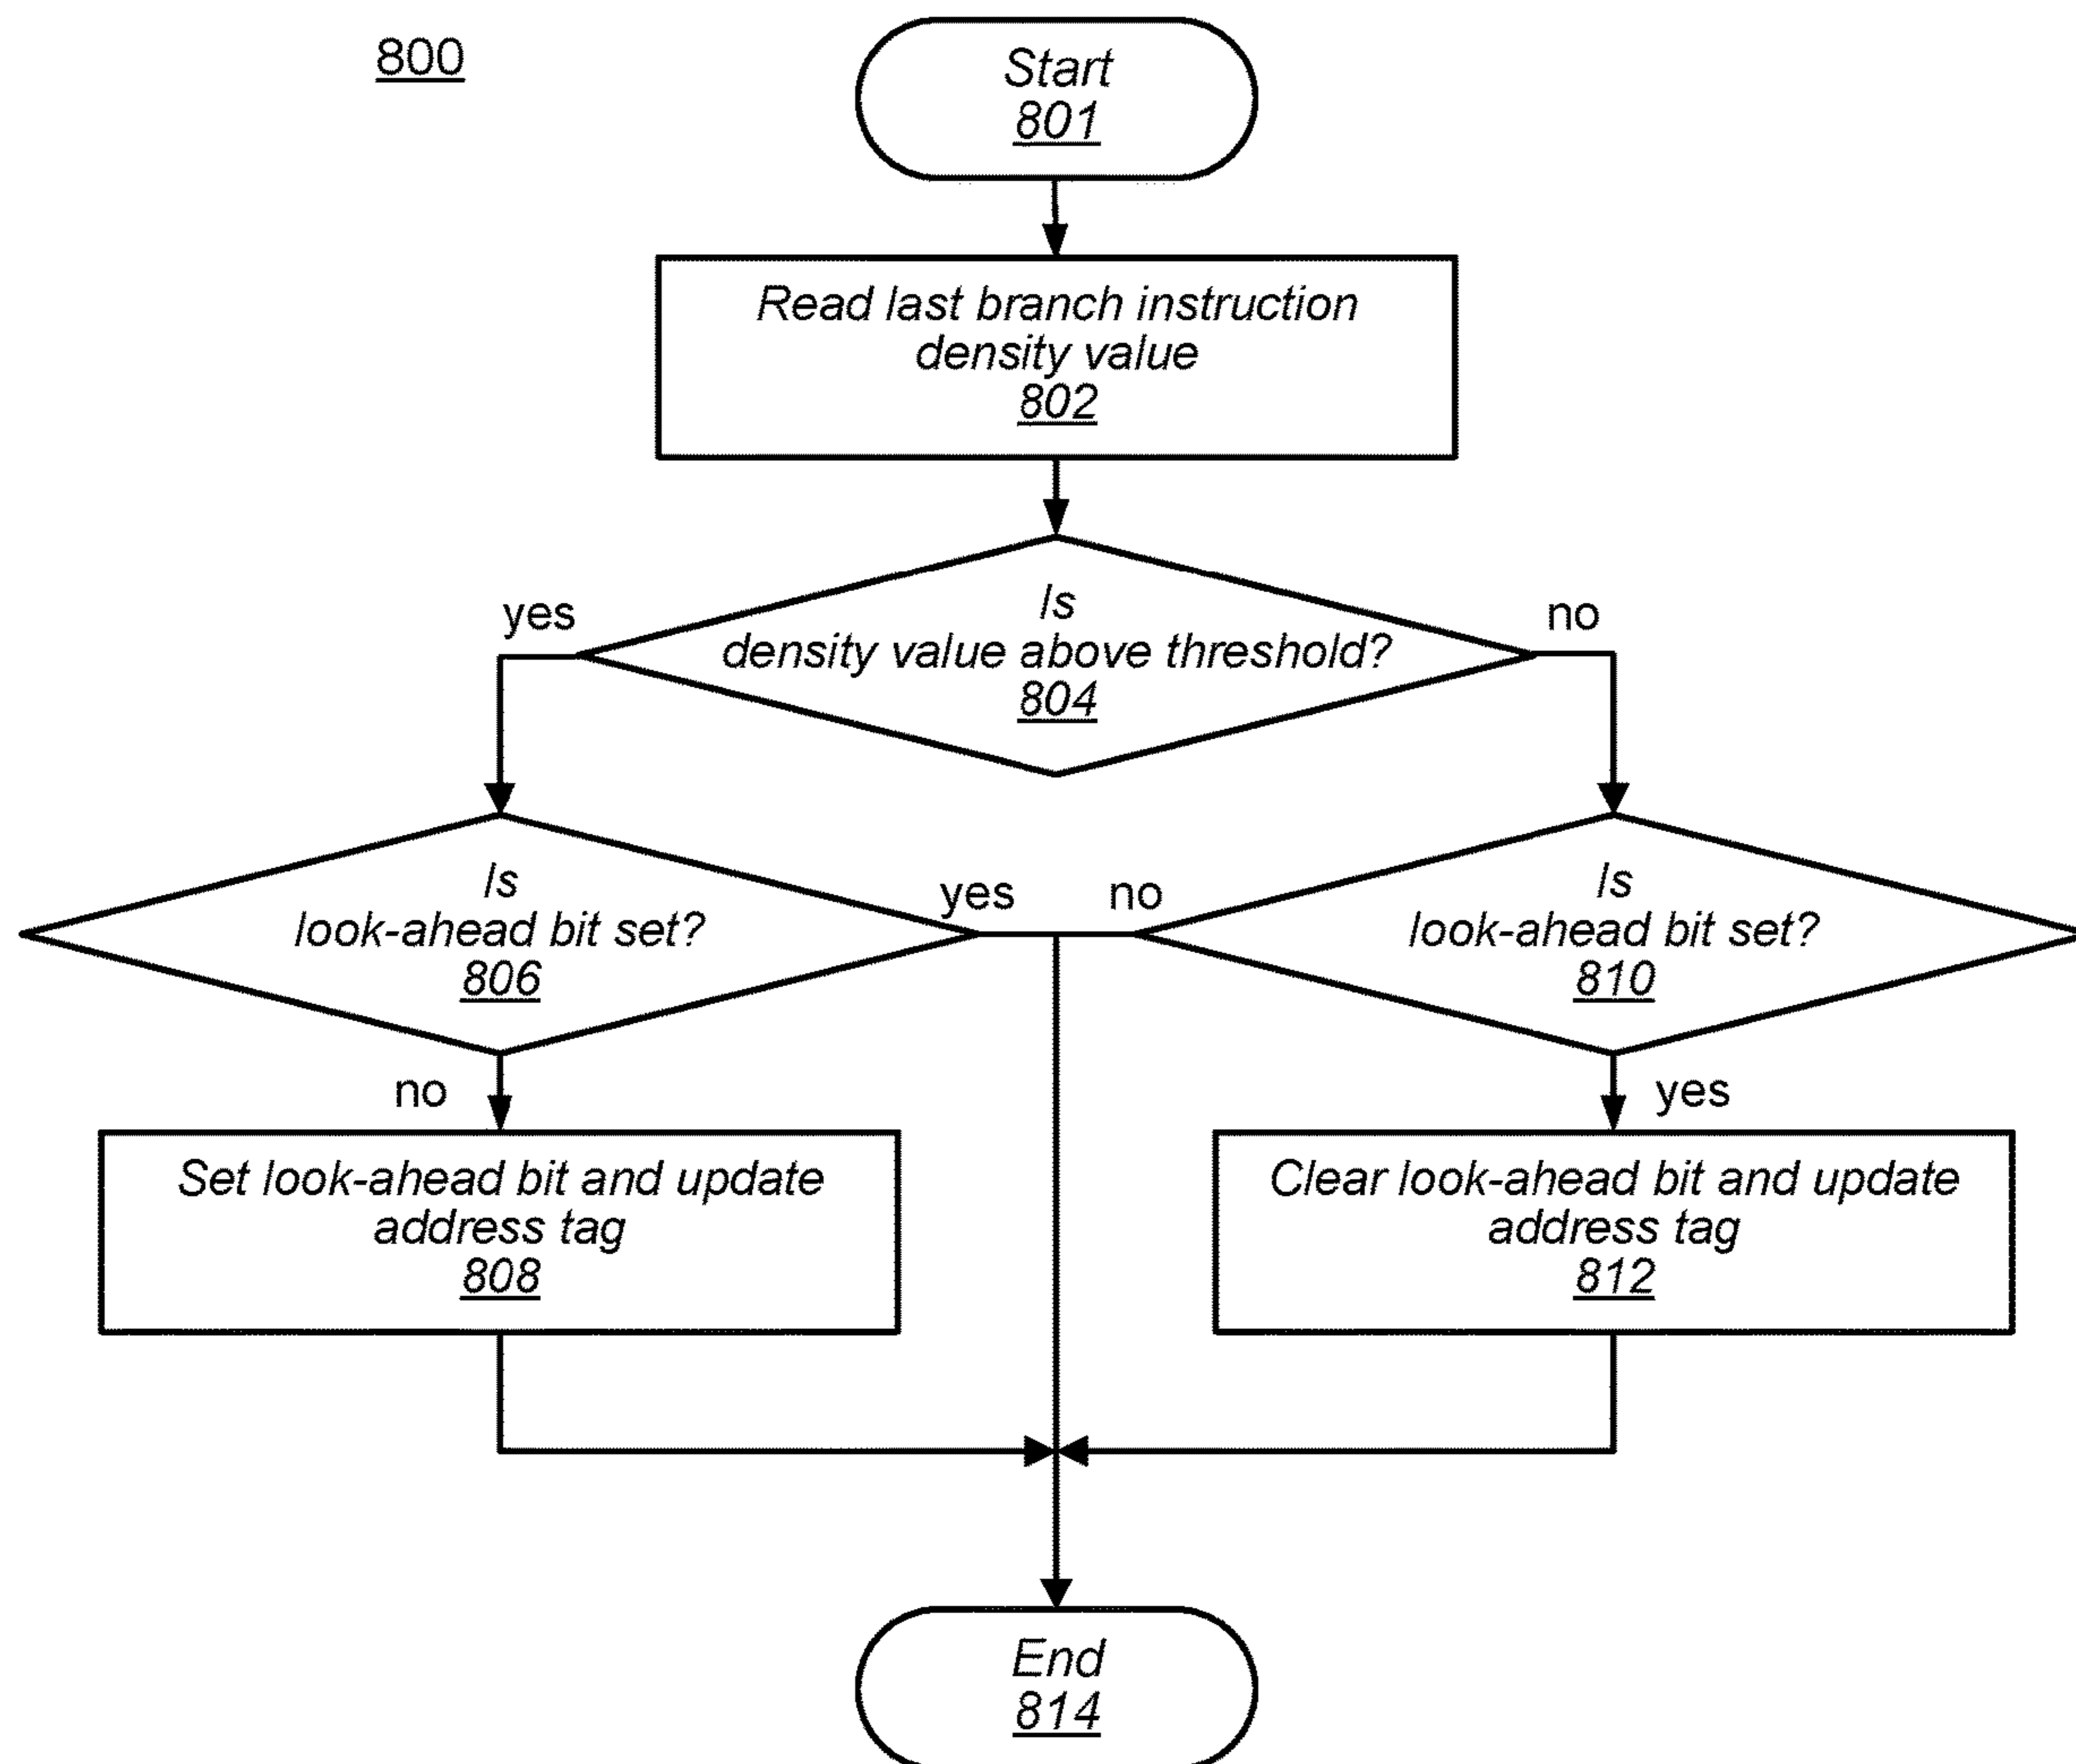 800
Start
801
Read last branch instruction
density value
802
Is
density value above threshold?
804
yes
no
Is
look-ahead bit set?
806
yes
no
Is
look-ahead bit set?
810
no
yes
Set look-ahead bit and update
address tag
808
Clear look-ahead bit and update
address tag
812
End
814